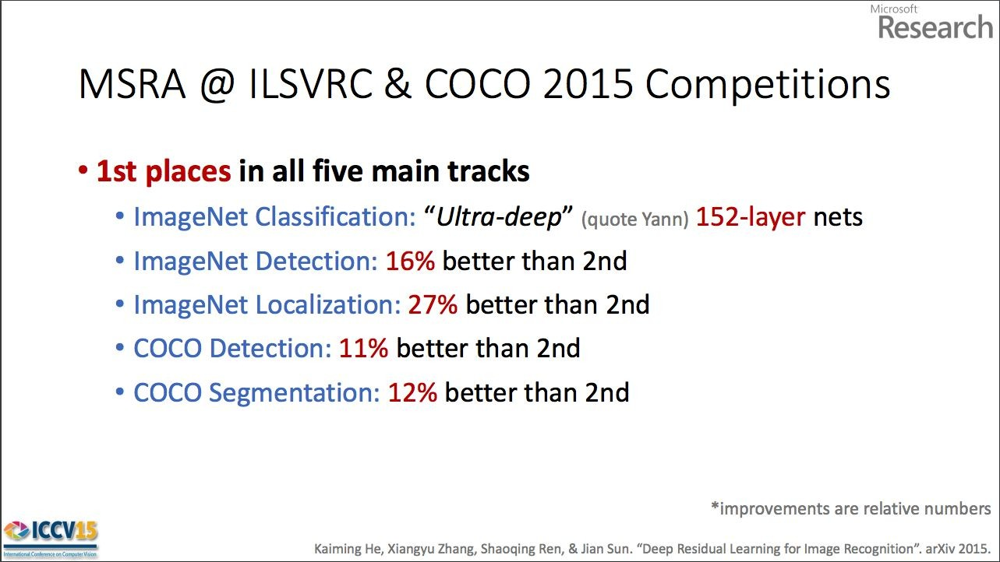 Microsoft
Research
MSRA @ ILSVRC & COCO 2015 Competitions
• 1st places in all five main tracks
• ImageNet Classification: “Ultra-deep” (quote Yann) 152-layer nets
• ImageNet Detection: 16% better than 2nd
• ImageNet Localization: 27% better than 2nd
• COCO Detection: 11% better than 2nd
• COCO Segmentation: 12% better than 2nd
*improvements are relative numbers
ICCV15
International Conference on Computer Vision
Kaiming He, Xiangyu Zhang, Shaoqing Ren, & Jian Sun. “Deep Residual Learning for Image Recognition”. arXiv 2015.